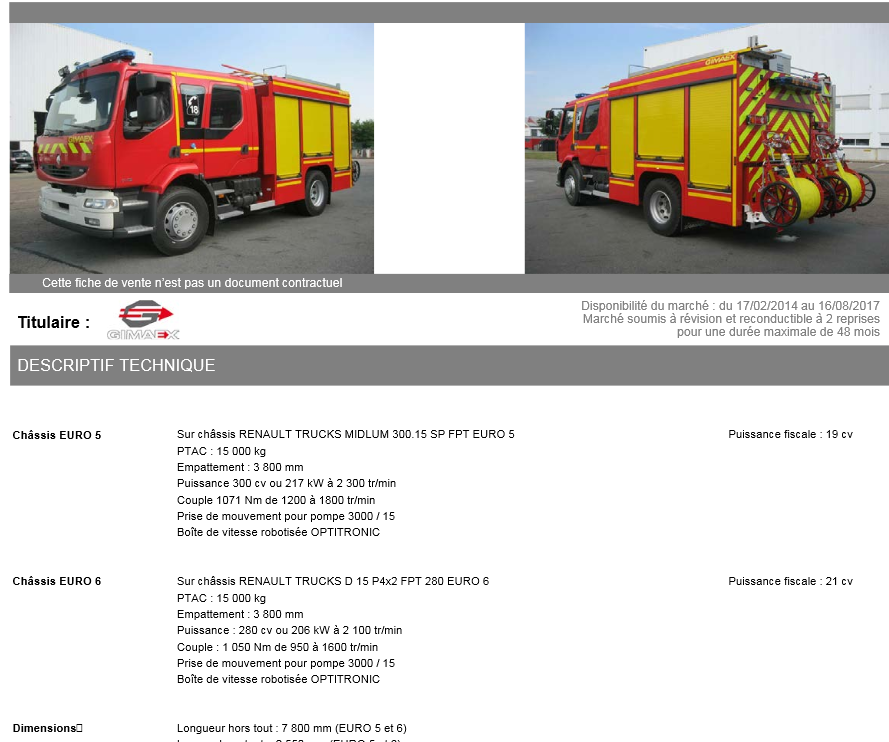 GIMAEX
18
GIMAEX
Cette fiche de vente n'est pas un document contractuel
Titulaire :
GIMAEX
Disponibilité du marché : du 17/02/2014 au 16/08/2017
Marché soumis à révision et reconductible à 2 reprises
pour une durée maximale de 48 mois
DESCRIPTIF TECHNIQUE
Châssis EURO 5
Sur châssis RENAULT TRUCKS MIDLUM 300.15 SP FPT EURO 5
Puissance fiscale : 19 cv
PTAC : 15 000 kg
Empattement : 3 800 mm
Puissance 300 cv ou 217 kW à 2 300 tr/min
Couple 1071 Nm de 1200 à 1800 tr/min
Prise de mouvement pour pompe 3000 / 15
Boîte de vitesse robotisée OPTITRONIC
Châssis EURO 6
Sur châssis RENAULT TRUCKS D 15 P4x2 FPT 280 EURO 6
Puissance fiscale : 21 cv
PTAC : 15 000 kg
Empattement : 3 800 mm
Puissance : 280 cv ou 206 kW à 2 100 tr/min
Couple : 1 050 Nm de 950 à 1600 tr/min
Prise de mouvement pour pompe 3000 / 15
Boîte de vitesse robotisée OPTITRONIC
Dimensions
Longueur hors tout : 7 800 mm (EURO 5 et 6)